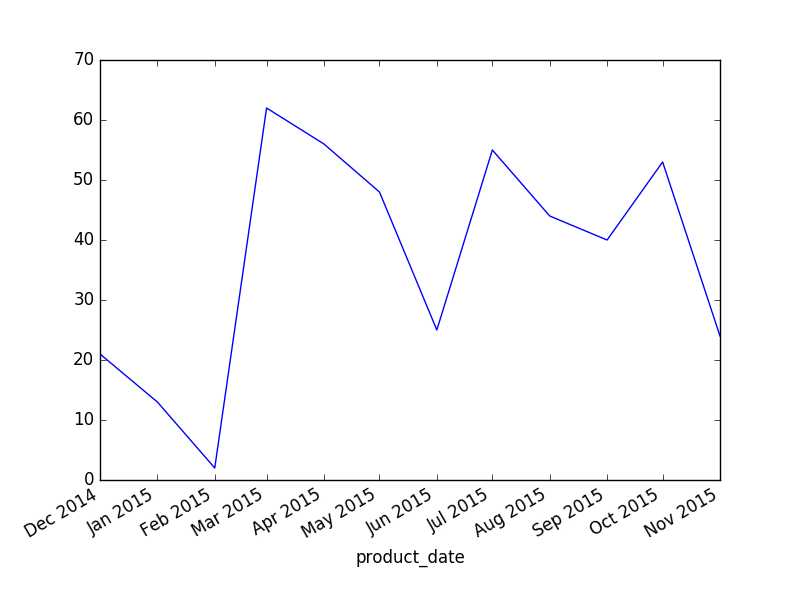 70
60
50
40
30
20
10
0
Dec 2014
Jan 2015
Feb 2015
Mar 2015
Apr 2015
May 2015
Jun 2015
Jul 2015
Aug 2015
Sep 2015
Oct 2015
Nov 2015
product_date